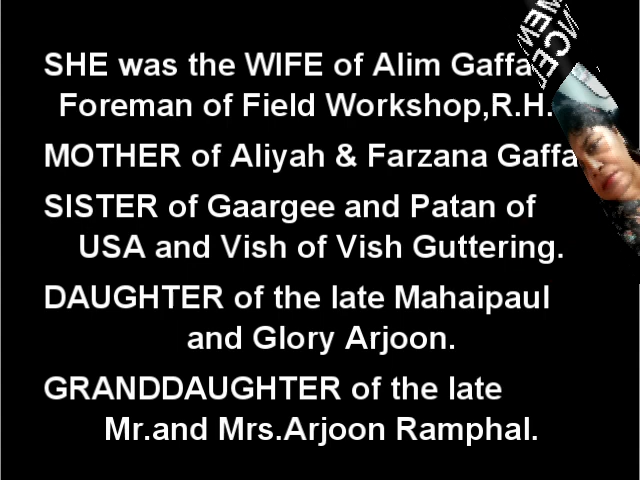 SHE was the WIFE of Alim Gaffa
Foreman of Field Workshop,R.H.
MOTHER of Aliyah & Farzana Gaffa
SISTER of Gaargee and Patan of
USA and Vish of Vish Guttering.
DAUGHTER of the late Mahaipaul
and Glory Arjoon.
GRANDDAUGHTER of the late
Mr.and Mrs.Arjoon Ramphal.